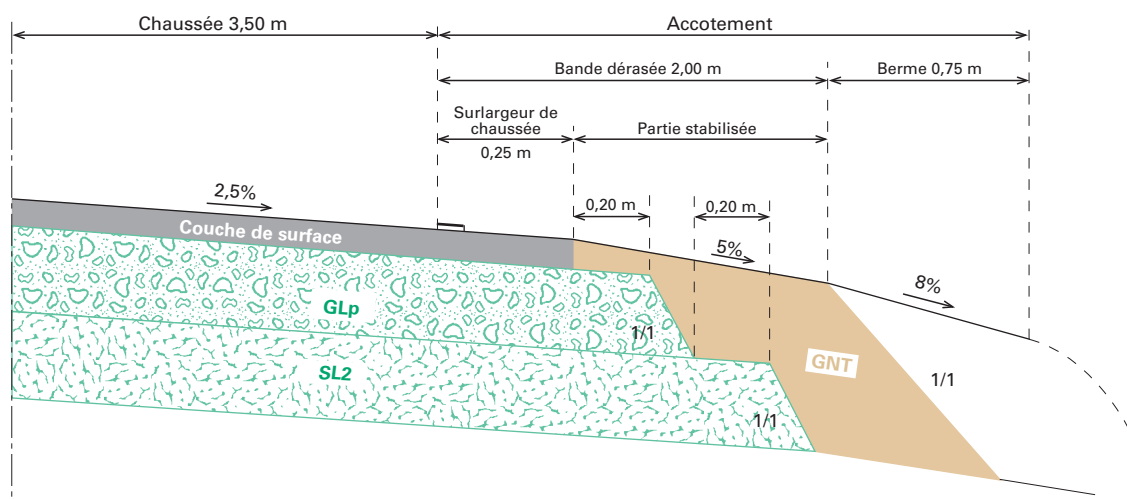 Chaussée 3,50 m
Accotement
Bande dérasée 2,00 m
Berme 0,75 m
Surlargeur de
chaussée
0,25 m
Partie stabilisée
2,5%
0,20 m
0,20 m
Couche de surface
5%
8%
GLp
1/1
SL2
GNT
1/1
1/1